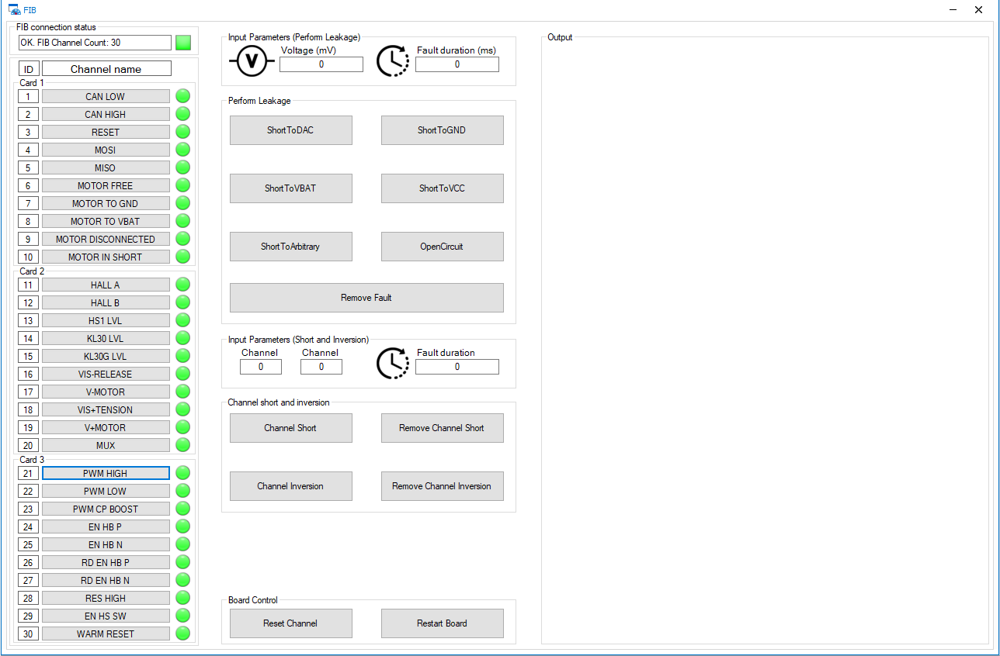 FIB
FIB connection status
OK. FIB Channel Count: 30
ID Channel name
Card 1
1 CAN LOW
2 CAN HIGH
3 RESET
4 MOSI
5 MISO
6 MOTOR FREE
7 MOTOR TO GND
8 MOTOR TO VBAT
9 MOTOR DISCONNECTED
10 MOTOR IN SHORT
Card 2
11 HALL A
12 HALL B
13 HS1 LVL
14 KL30 LVL
15 KL30G LVL
16 VIS-RELEASE
17 V-MOTOR
18 VIS+TENSION
19 V+MOTOR
20 MUX
Card 3
21 PWM HIGH
22 PWM LOW
23 PWM CP BOOST
24 EN HB P
25 EN HB N
26 RD EN HB P
27 RD EN HB N
28 RES HIGH
29 EN HS SW
30 WARM RESET
Input Parameters (Perform Leakage)
V
Voltage (mV) Fault duration (ms)
0 0
Perform Leakage
ShortToDAC ShortToGND
ShortToVBAT ShortToVCC
ShortToArbitrary OpenCircuit
Remove Fault
Input Parameters (Short and Inversion)
Channel Channel Fault duration
0 0 0
Channel short and inversion
Channel Short Remove Channel Short
Channel Inversion Remove Channel Inversion
Board Control
Reset Channel Restart Board
Output